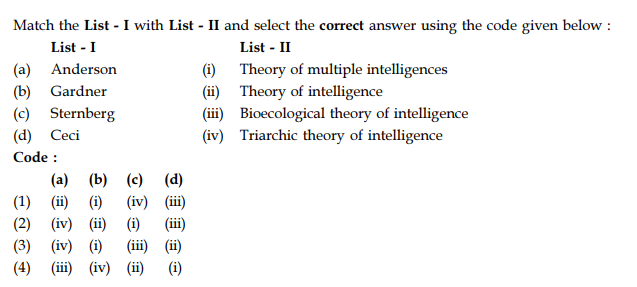 Match the List - I with List - II and select the correct answer using the code given below :
List - I List - II
(a) Anderson (i) Theory of multiple intelligences
(b) Gardner (ii) Theory of intelligence
(c) Sternberg (iii) Bioecological theory of intelligence
(d) Ceci (iv) Triarchic theory of intelligence
Code :
(a) (b) (c) (d)
(1) (ii) (i) (iv) (iii)
(2) (iv) (ii) (i) (iii)
(3) (iv) (i) (iii) (ii)
(4) (iii) (iv) (ii) (i)